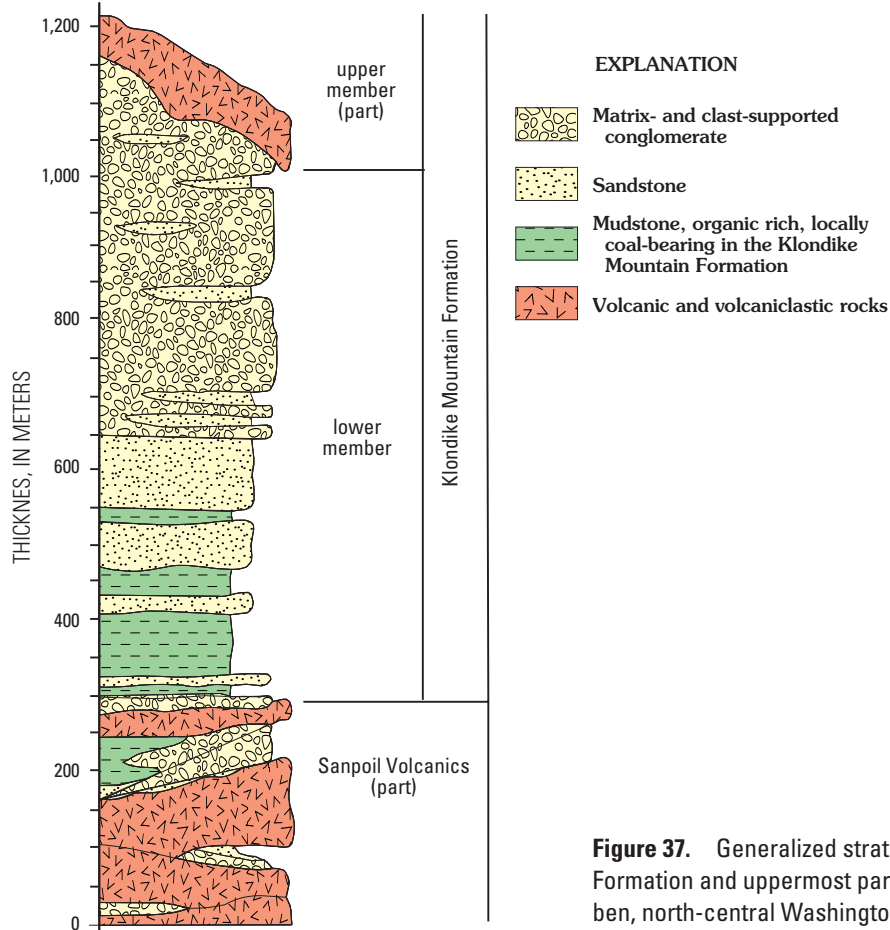 1,200
1,000
800
600
400
200
0
THICKNES, IN METERS
upper
member
(part)
lower
member
Klondike Mountain Formation
Sanpoil Volcanics
(part)
EXPLANATION
Matrix- and clast-supported
conglomerate
Sandstone
Mudstone, organic rich, locally
coal-bearing in the Klondike
Mountain Formation
Volcanic and volcaniclastic rocks
Figure 37. Generalized strat
Formation and uppermost par
ben, north-central Washingto